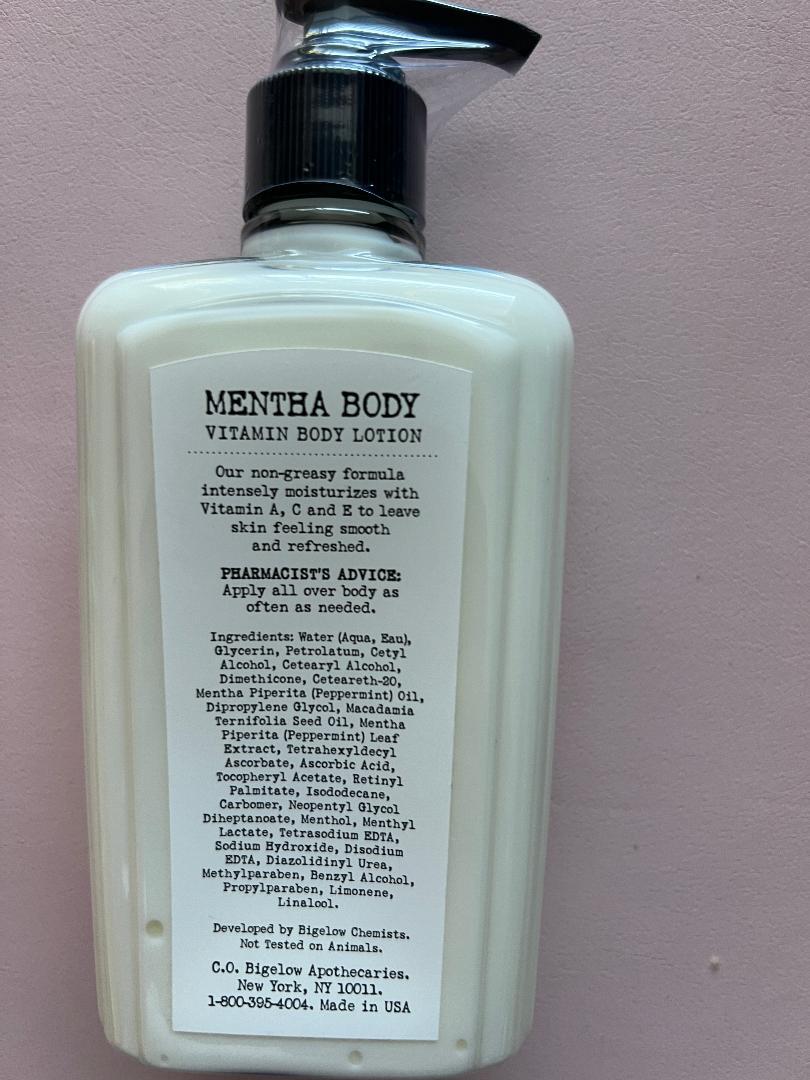 MENTHA BODY
VITAMIN BODY LOTION
Our non-greasy formula
intensely moisturizes with
Vitamin A, C and E to leave
skin feeling smooth
and refreshed.
PHARMACIST'S ADVICE:
Apply all over body as
often as needed.
Ingredients: Water (Aqua, Eau),
Glycerin, Petrolatum, Cetyl
Alcohol, Cetearyl Alcohol,
Dimethicone, Ceteareth-20,
Mentha Piperita (Peppermint) Oil,
Dipropylene Glycol, Macadamia
Ternifolia Seed Oil, Mentha
Piperita (Peppermint) Leaf
Extract, Tetrahexyldecyl
Ascorbate, Ascorbic Acid,
Tocopheryl Acetate, Retinyl
Palmitate, Isododecane,
Carbomer, Neopentyl Glycol
Diheptanoate, Menthol, Menthyl
Lactate, Tetrasodium EDTA,
Sodium Hydroxide, Disodium
EDTA, Diazolidinyl Urea,
Methylparaben, Benzyl Alcohol,
Propylparaben, Limonene,
Linalool.
Developed by Bigelow Chemists.
Not Tested on Animals.
C.O. Bigelow Apothecaries.
New York, NY 10011.
1-800-395-4004. Made in USA